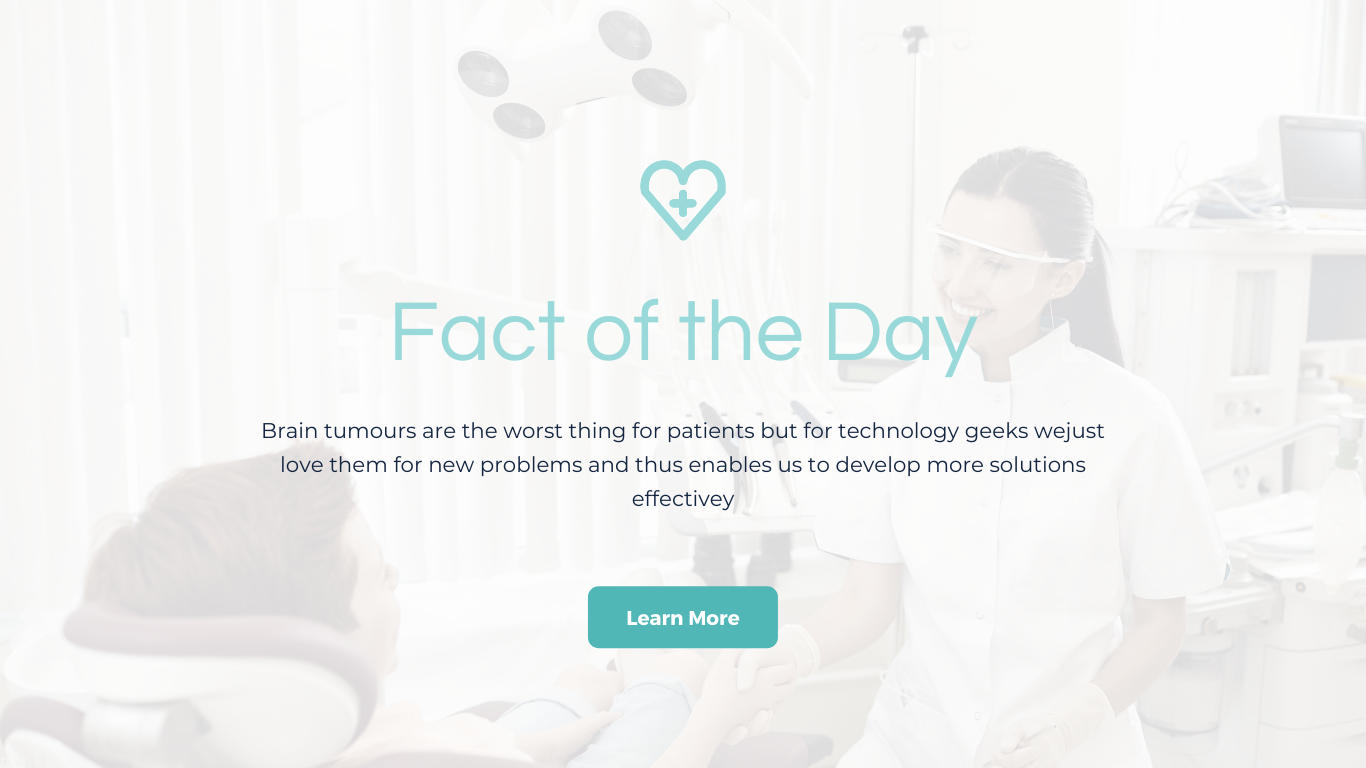 Fact of the Day
Brain tumours are the worst thing for patients but for technology geeks wejust
love them for new problems and thus enables us to develop more solutions
effectivey
Learn More